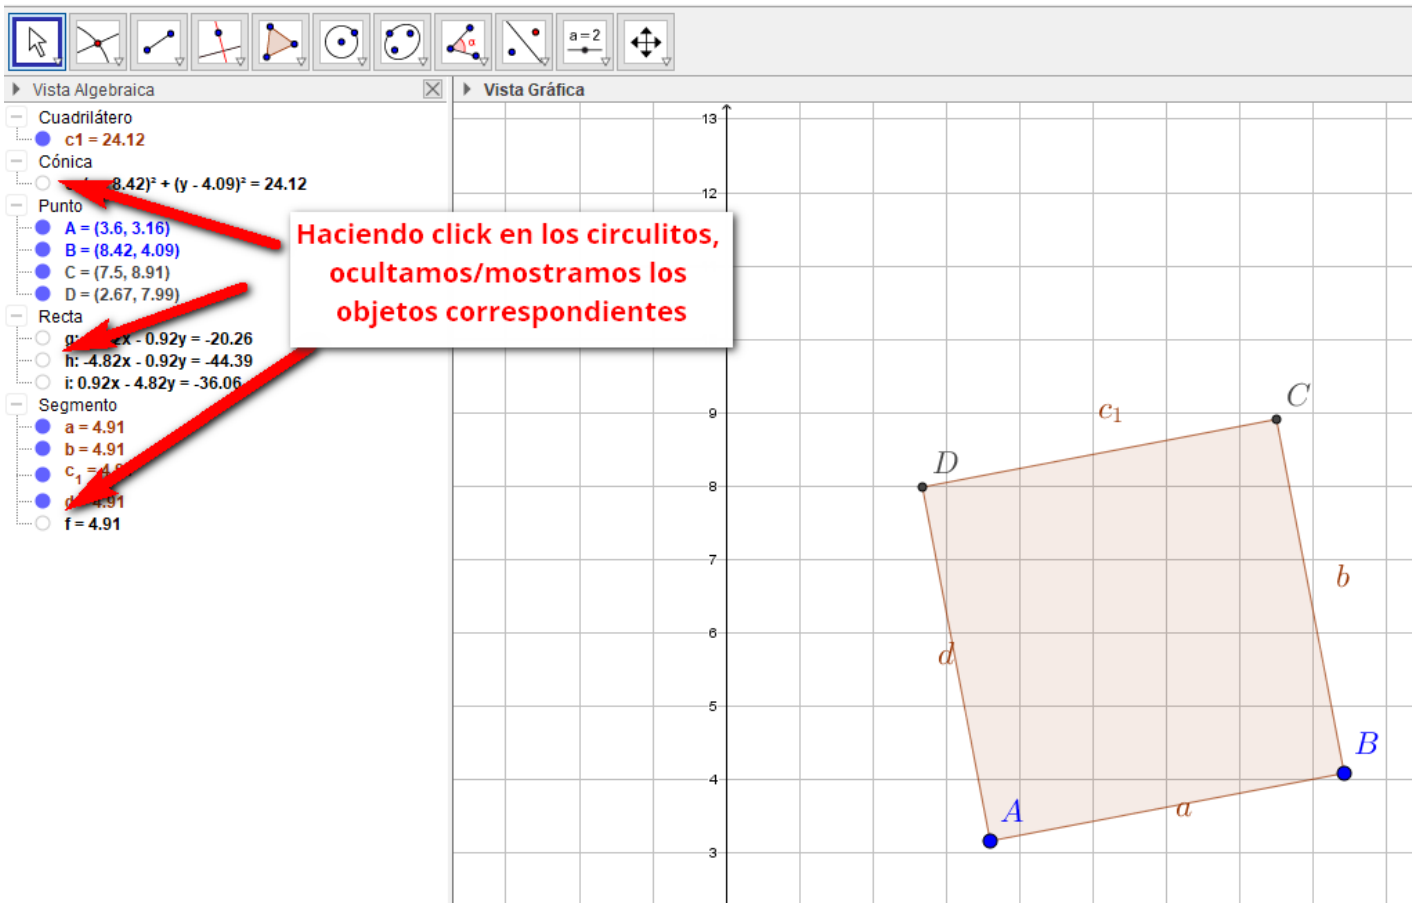 a=2
Vista Algebraica
Vista Gráfica
Cuadrilátero
c1 = 24.12
Cónica
8.42)² + (y - 4.09)² = 24.12
Punto
A = (3.6, 3.16)
B = (8.42, 4.09)
C = (7.5, 8.91)
D = (2.67, 7.99)
Recta
x - 0.92y = -20.26
h: -4.82x - 0.92y = -44.39
i: 0.92x - 4.82y = -36.06
Segmento
a = 4.91
b = 4.91
c₁
4.91
f = 4.91
Haciendo click en los circulitos,
ocultamos/mostramos los
objetos correspondientes
13
12
9
8
7
6
5
4
3
C
c₁
D
b
d
B
A
a
α